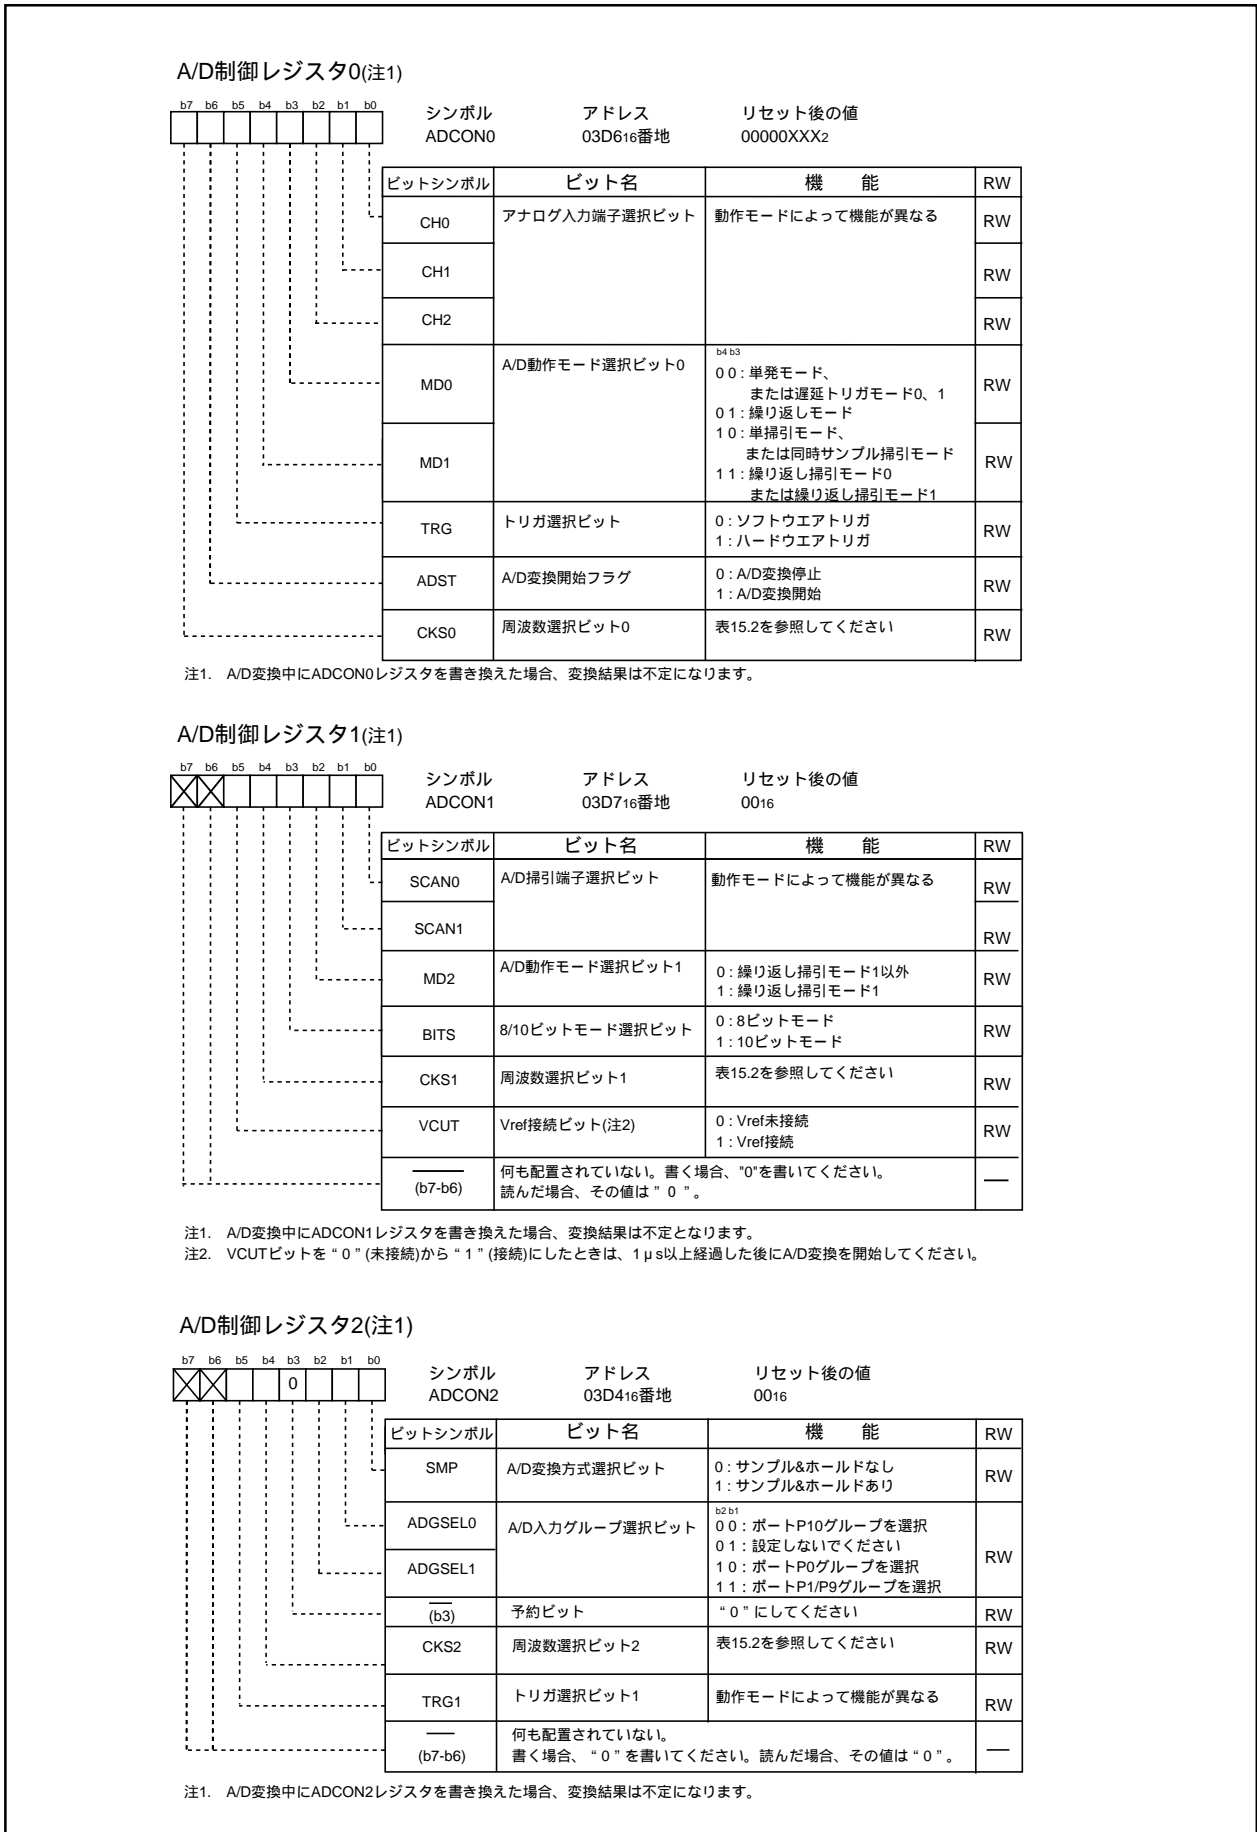 A/D制御レジスタ0(注1)
b7 b6 b5 b4 b3 b2 b1 b0
シンボル アドレス リセット後の値
ADCON0 03D616番地 00000XXX2
ビットシンボル ビット名 機 能 RW
CH0 アナログ入力端子選択ビット 動作モードによって機能が異なる RW
CH1 RW
CH2 RW
MD0 A/D動作モード選択ビット0 b4 b3
0 0 : 単発モード、
または遅延トリガモード0、1 RW
0 1 : 繰り返しモード
1 0 : 単掃引モード、
または同時サンプル掃引モード
MD1 1 1 : 繰り返し掃引モード0 RW
または繰り返し掃引モード1
TRG トリガ選択ビット 0 : ソフトウエアトリガ RW
1 : ハードウエアトリガ
ADST A/D変換開始フラグ 0 : A/D変換停止 RW
1 : A/D変換開始
CKS0 周波数選択ビット0 表15.2を参照してください RW
注1. A/D変換中にADCON0レジスタを書き換えた場合、変換結果は不定になります。
A/D制御レジスタ1(注1)
b7 b6 b5 b4 b3 b2 b1 b0
シンボル アドレス リセット後の値
ADCON1 03D716番地 0016
ビットシンボル ビット名 機 能 RW
SCAN0 A/D掃引端子選択ビット 動作モードによって機能が異なる RW
SCAN1 RW
MD2 A/D動作モード選択ビット1 0 : 繰り返し掃引モード1以外 RW
1 : 繰り返し掃引モード1
BITS 8/10ビットモード選択ビット 0 : 8ビットモード RW
1 : 10ビットモード
CKS1 周波数選択ビット1 表15.2を参照してください RW
VCUT Vref接続ビット(注2) 0 : Vref未接続 RW
1 : Vref接続
(b7-b6) 何も配置されていない。書く場合、"0"を書いてください。 —
読んだ場合、その値は ” 0 ” 。
注1. A/D変換中にADCON1レジスタを書き換えた場合、変換結果は不定となります。
注2. VCUTビットを “ 0 ” (未接続)から “ 1 ” (接続)にしたときは、1μs以上経過した後にA/D変換を開始してください。
A/D制御レジスタ2(注1)
b7 b6 b5 b4 b3 b2 b1 b0
0
シンボル アドレス リセット後の値
ADCON2 03D416番地 0016
ビットシンボル ビット名 機 能 RW
SMP A/D変換方式選択ビット 0 : サンプル&ホールドなし RW
1 : サンプル&ホールドあり
ADGSEL0 A/D入力グループ選択ビット b2 b1
0 0 : ポートP10グループを選択
0 1 : 設定しないでください RW
ADGSEL1 1 0 : ポートP0グループを選択
1 1 : ポートP1/P9グループを選択
(b3) 予約ビット “ 0 ” にしてください RW
CKS2 周波数選択ビット2 表15.2を参照してください RW
TRG1 トリガ選択ビット1 動作モードによって機能が異なる RW
(b7-b6) 何も配置されていない。 —
書く場合、 “ 0 ” を書いてください。読んだ場合、その値は “ 0 ” 。
注1. A/D変換中にADCON2レジスタを書き換えた場合、変換結果は不定になります。